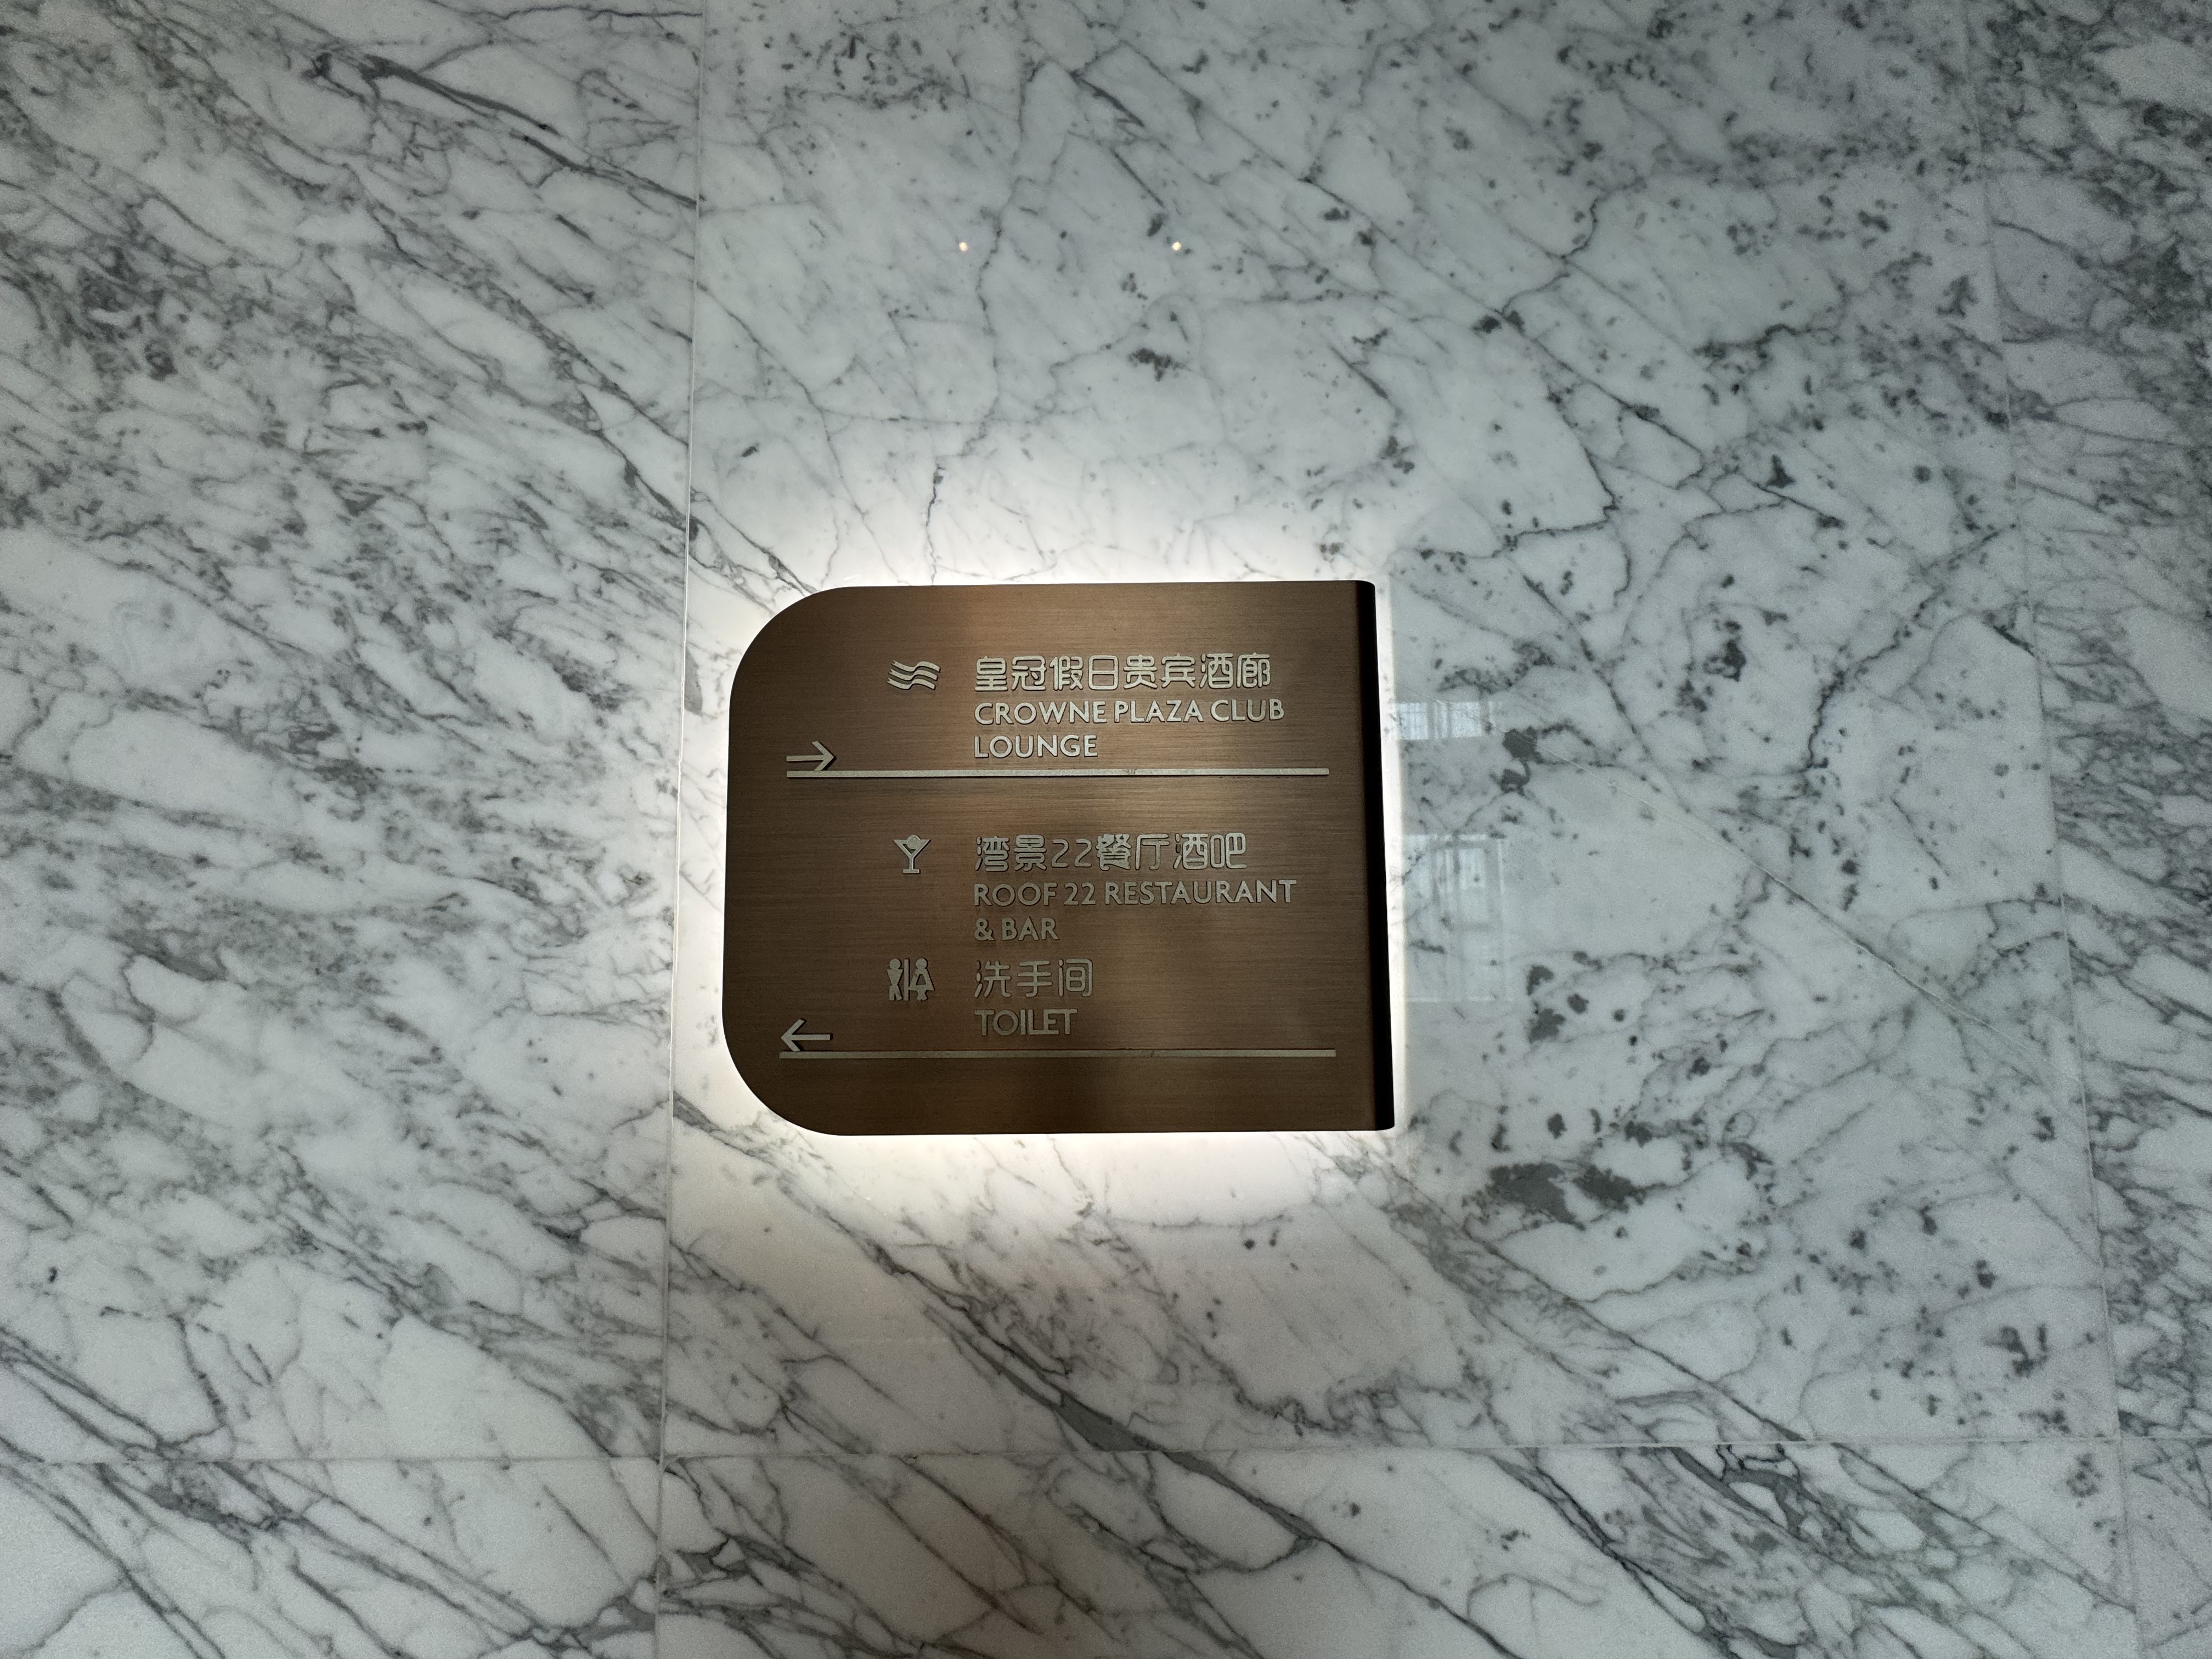 皇冠假日贵宾酒廊
CROWNE PLAZA CLUB
LOUNGE
湾景22餐厅酒吧
ROOF 22 RESTAURANT
& BAR
洗手间
TOILET